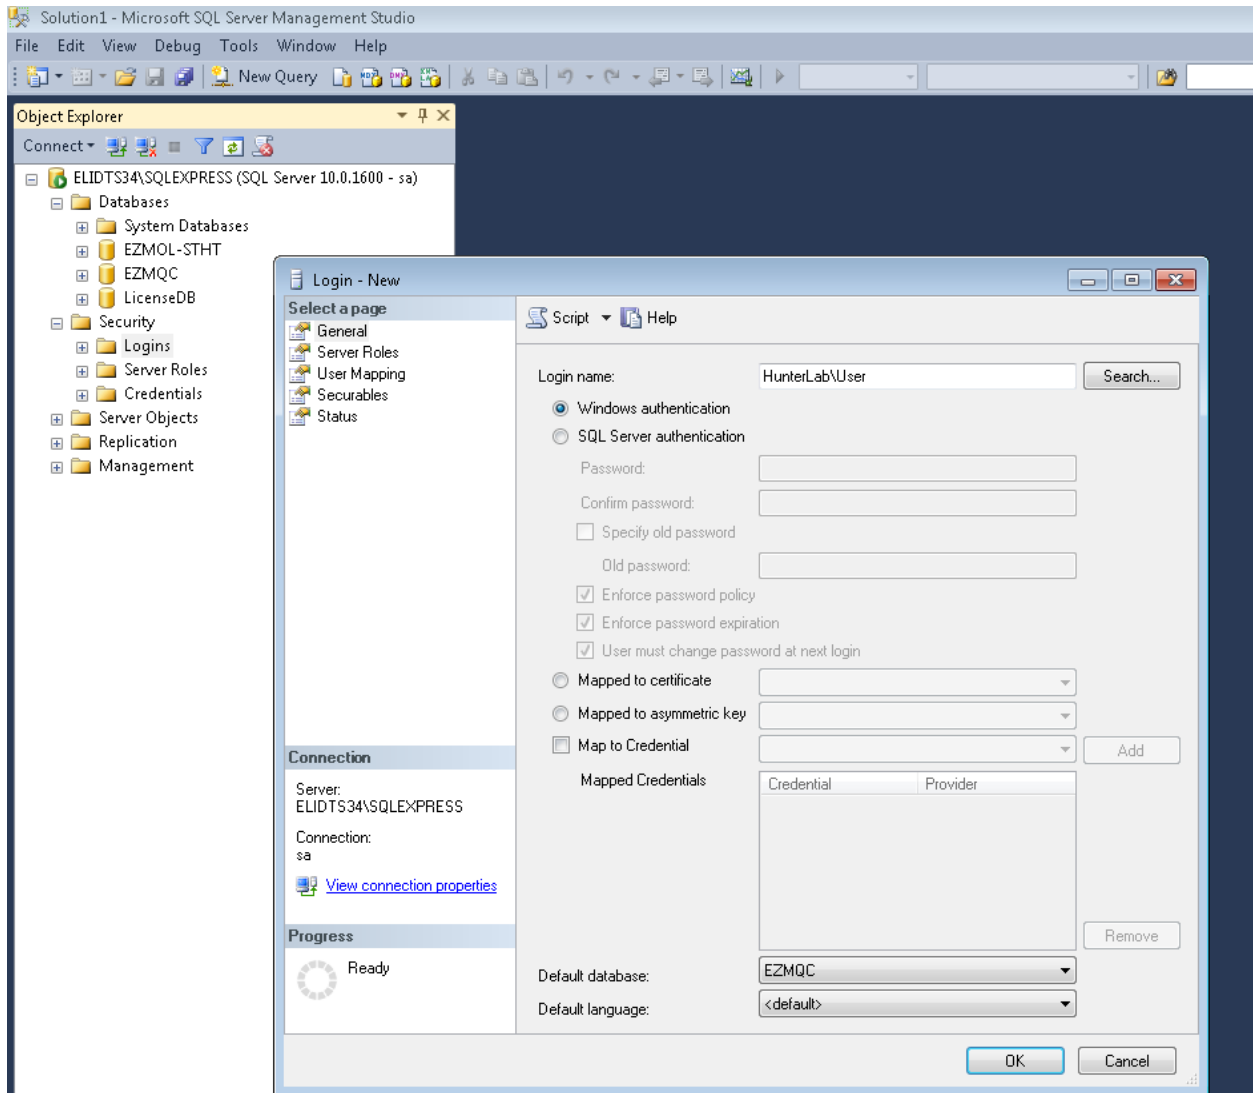 Solution1 - Microsoft SQL Server Management Studio
File Edit View Debug Tools Window Help
New Query
Object Explorer
Connect
ELIDTS34\SQLEXPRESS (SQL Server 10.0.1600 - sa)
Databases
System Databases
EZMOL-STHT
EZMQC
LicenseDB
Security
Logins
Server Roles
Credentials
Server Objects
Replication
Management
Login - New
Select a page
General
Server Roles
User Mapping
Securables
Status
Connection
Server:
ELIDTS34\SQLEXPRESS
Connection:
sa
View connection properties
Progress
Ready
Script Help
Login name: HunterLab\User Search...
Windows authentication
SQL Server authentication
Password:
Confirm password:
Specify old password
Old password:
Enforce password policy
Enforce password expiration
User must change password at next login
Mapped to certificate
Mapped to asymmetric key
Map to Credential Add
Mapped Credentials Credential Provider
Remove
Default database: EZMQC
Default language: <default>
OK Cancel